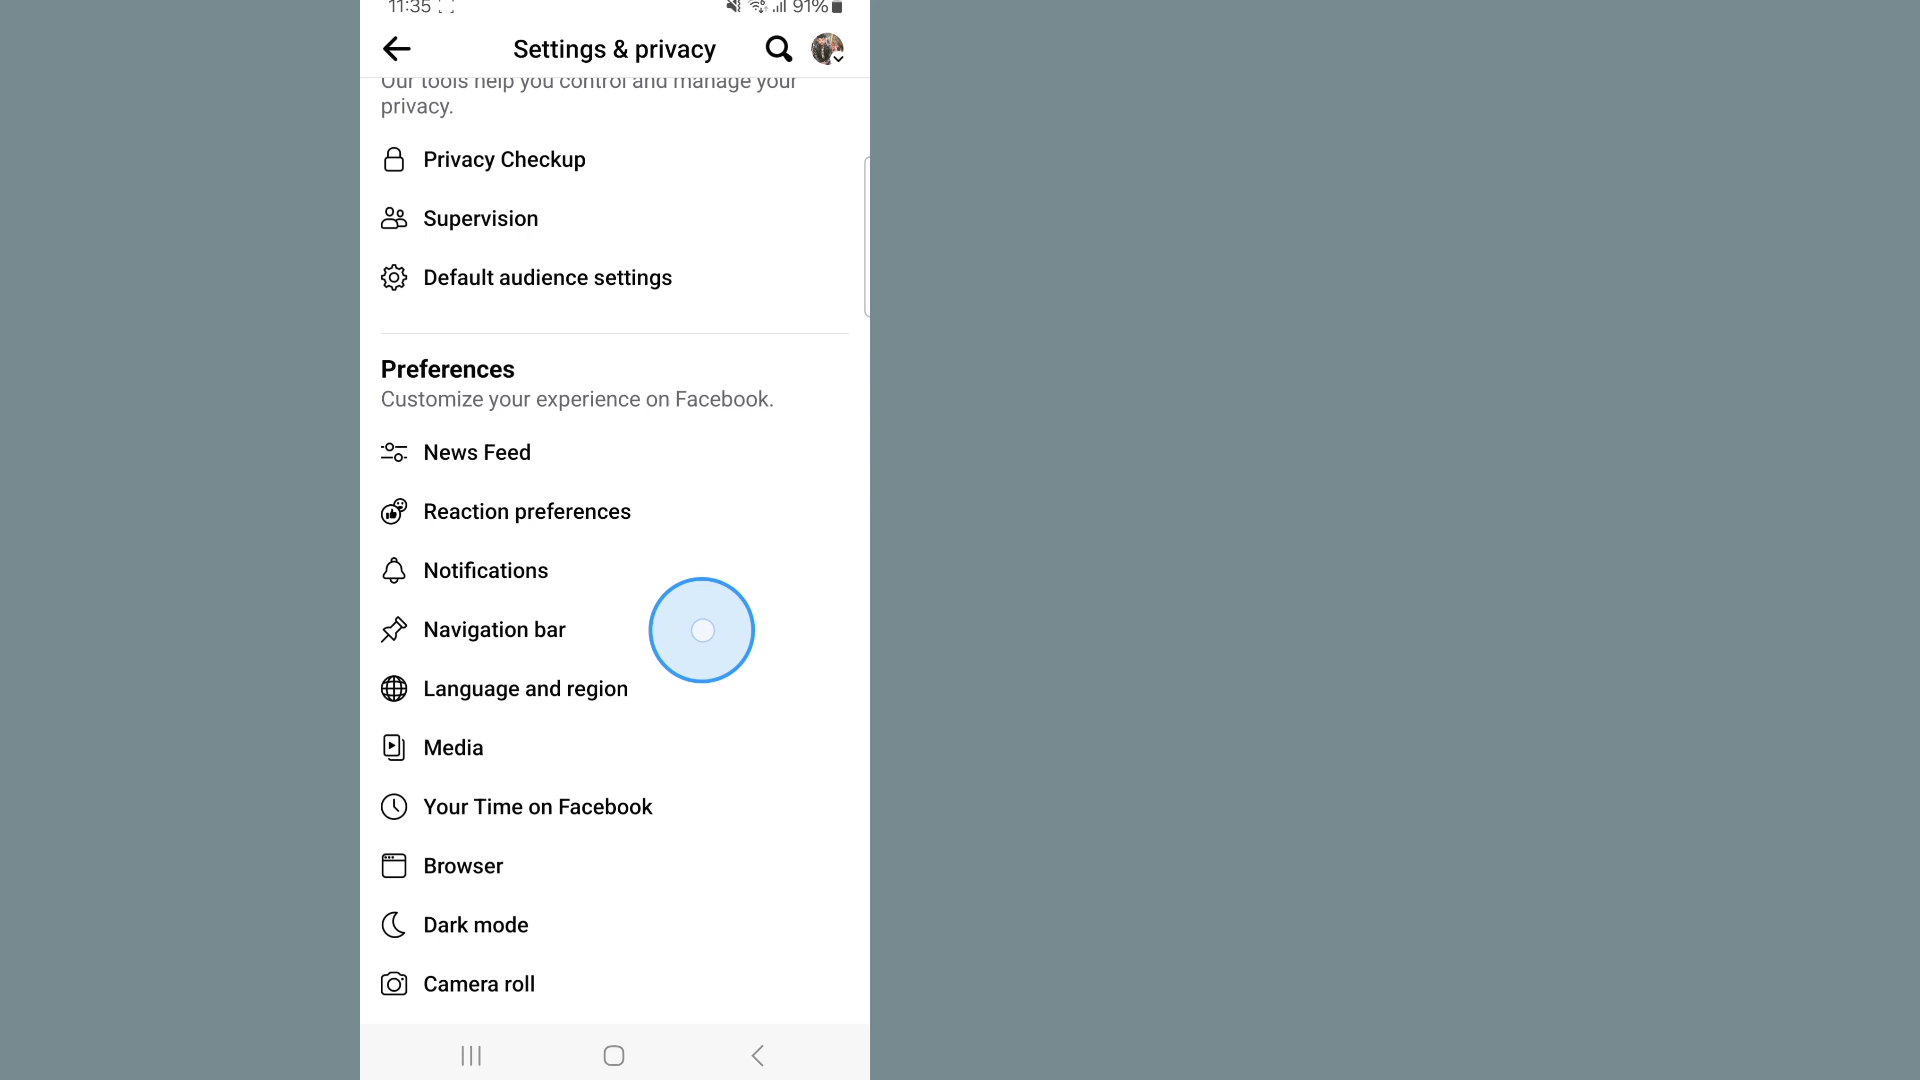 11:35 91%
Settings & privacy
Our tools help you control and manage your
privacy.
Privacy Checkup
Supervision
Default audience settings
Preferences
Customize your experience on Facebook.
News Feed
Reaction preferences
Notifications
Navigation bar
Language and region
Media
Your Time on Facebook
Browser
Dark mode
Camera roll